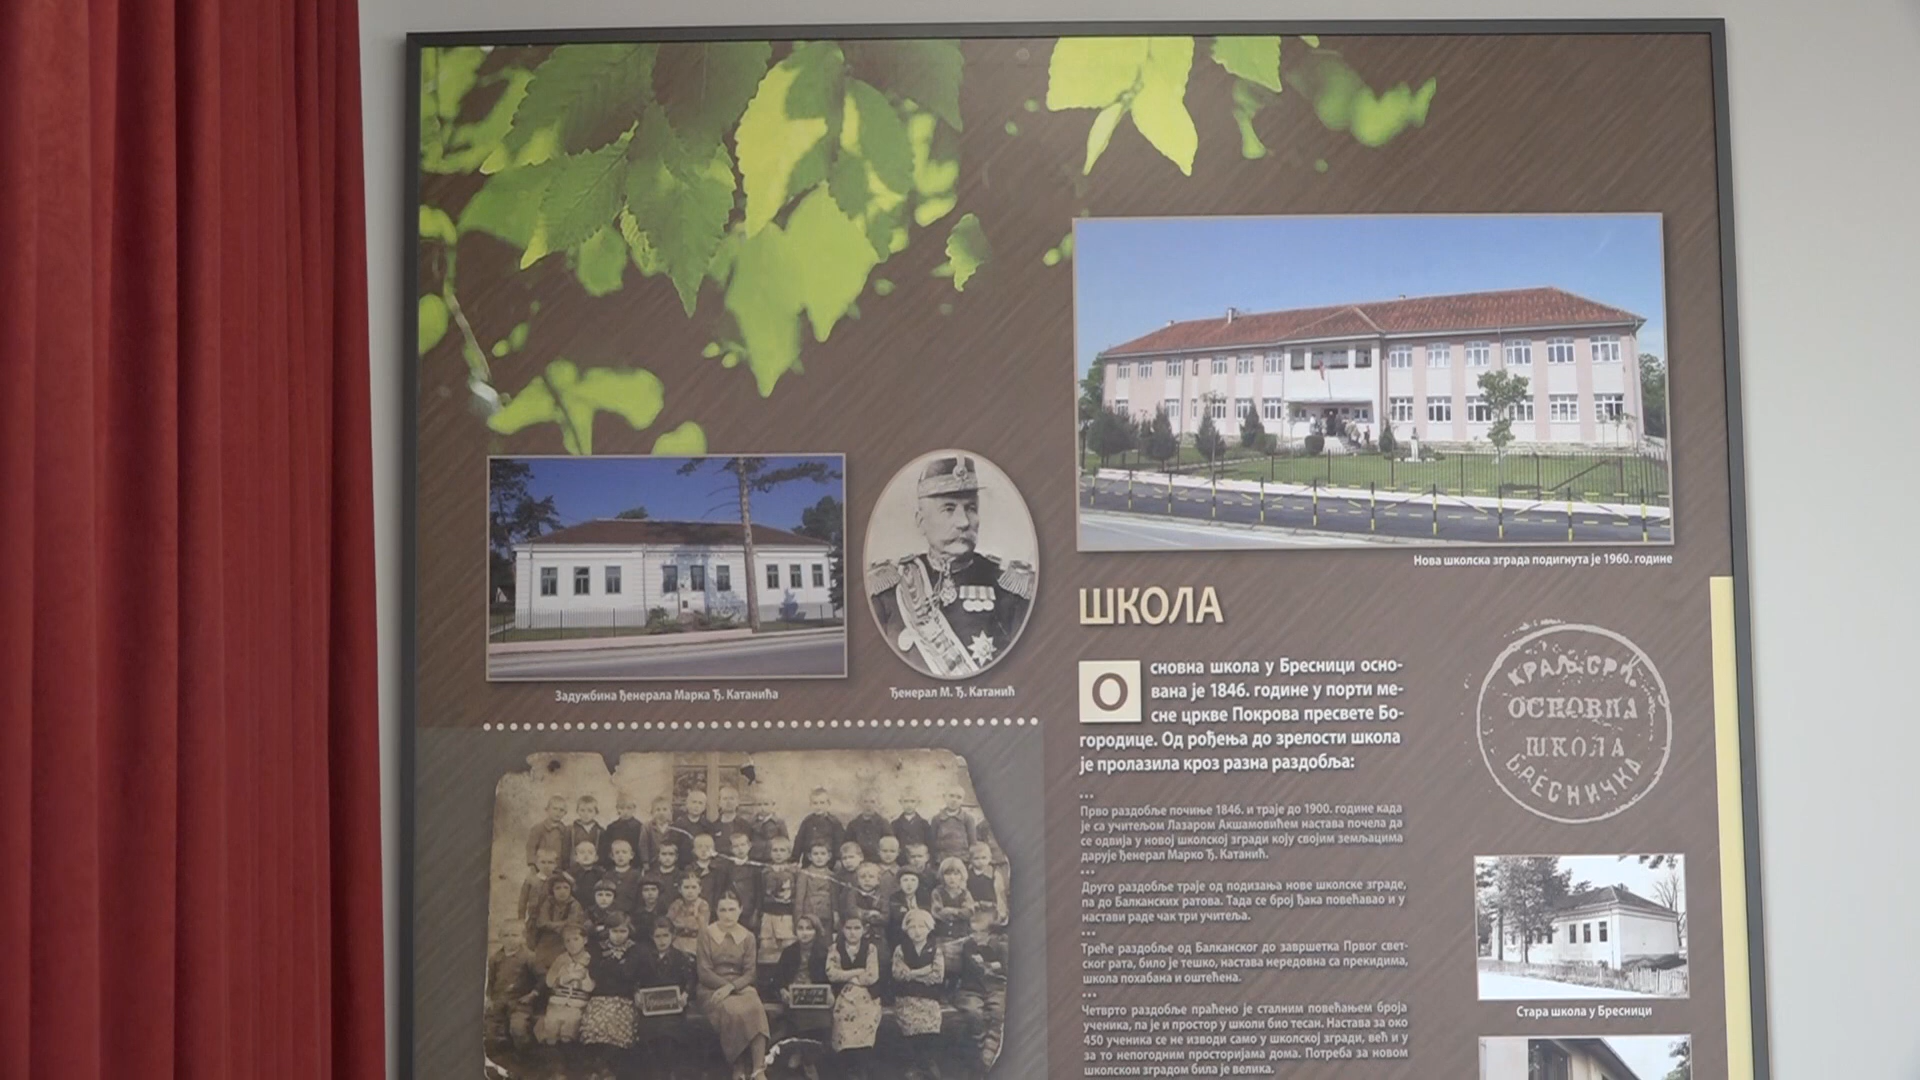 Нова школска зграда подигнута је 1960. године
Задужбина ђенерала Марка Ђ. Катанића
Ђенерал М. Ђ. Катанић
ШКОЛА
Основна школа у Бресници осно-
вана је 1846. године у порти ме-
сне цркве Покрова пресвете Бо-
городице. Од рођења до зрелости школа
је пролазила кроз разна раздобља:
...
Прво раздобље почиње 1846. и траје до 1900. године када
је са учитељом Лазаром Акшамовићем настава почела да
се одвија у новој школској згради коју својим земљацима
дарује ђенерал Марко Ђ. Катанић.
...
Друго раздобље траје од подизања нове школске зграде,
па до Балканских ратова. Тада се број ђака повећавао и у
настави раде чак три учитеља.
...
Треће раздобље од Балканског до завршетка Првог свет-
ског рата, било је тешко, настава нередовна са прекидима,
школа похабана и оштећена.
...
Четврто раздобље праћено је сталним повећањем броја
ученика, па је и простор у школи био тесан. Настава за око
450 ученика се не изводи само у школској згради, већ и у
за то непогодним просторијама дома. Потреба за новом
школском зградом била је велика.
КРАЉ. СРП.
ОСНОВНА
ШКОЛА
БРЕСНИЧКА
Стара школа у Бресници